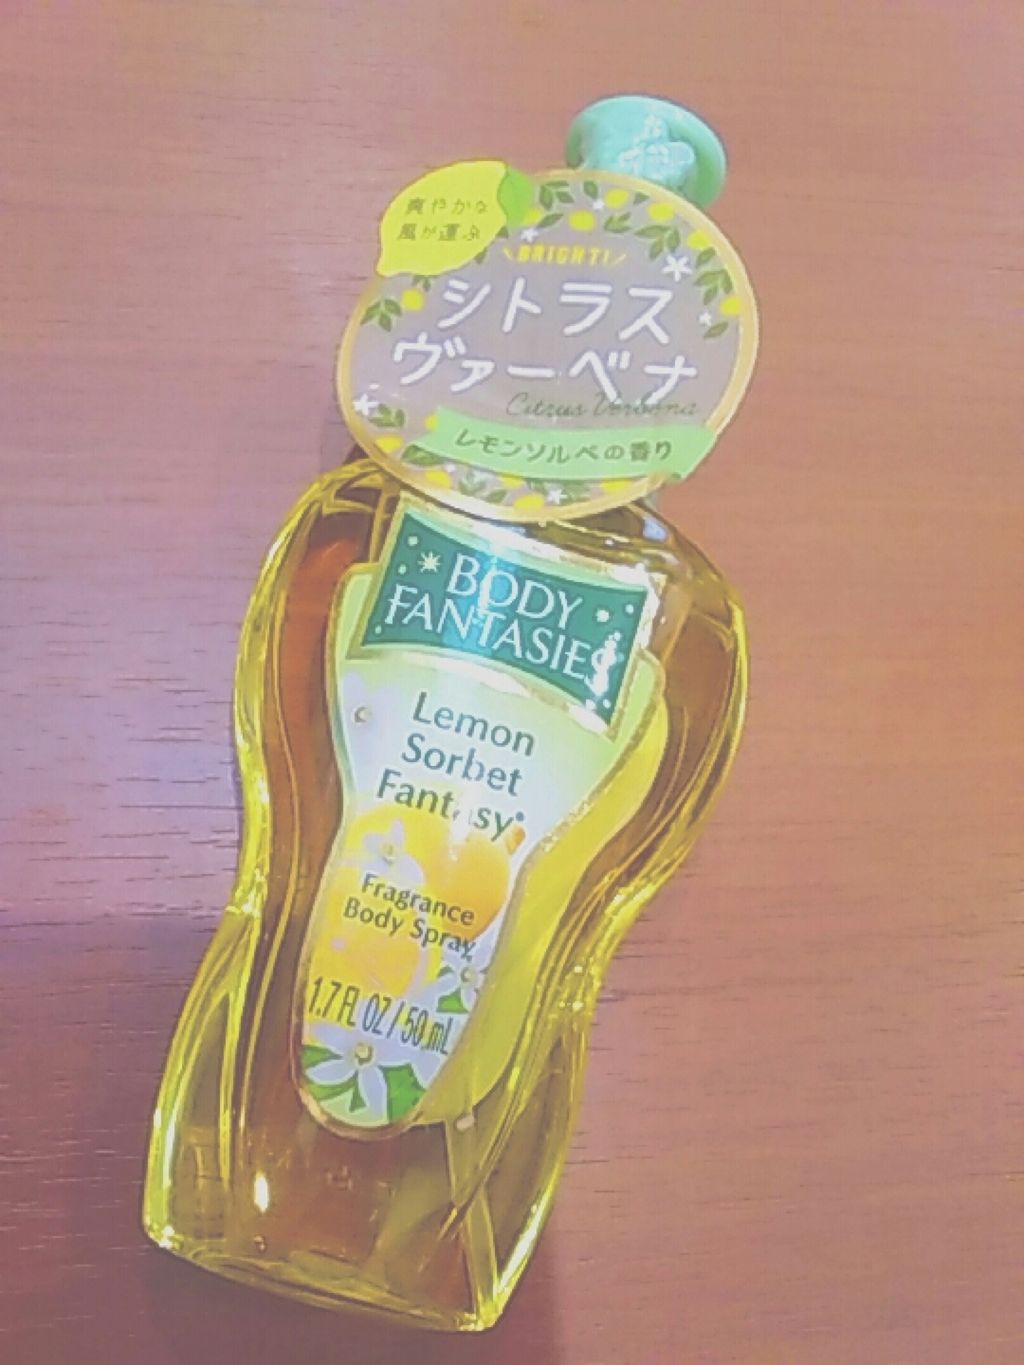 爽やかな
風が運ぶ
BRIGHT!
シトラス
ヴァーベナ
Citrus Verbena
レモンソルベの香り
BODY
FANTASIES
Lemon
Sorbet
Fantasy®
Fragrance
Body Spray
1.7 FL OZ / 50 mL